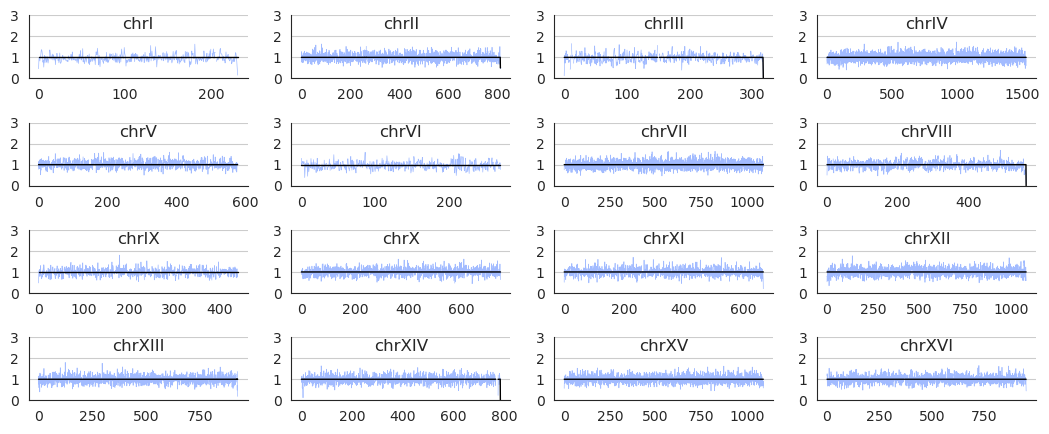 chrI chrII chrIII chrIV
3 3 3 3
2 2 2 2
1 1 1 1
0 0 0 0
0 100 200 0 200 400 600 800 0 100 200 300 0 500 1000 1500
chrV chrVI chrVII chrVIII
3 3 3 3
2 2 2 2
1 1 1 1
0 0 0 0
0 200 400 600 0 100 200 0 250 500 750 1000 0 200 400
chrIX chrX chrXI chrXII
3 3 3 3
2 2 2 2
1 1 1 1
0 0 0 0
0 100 200 300 400 0 200 400 600 0 200 400 600 0 250 500 750 1000
chrXIII chrXIV chrXV chrXVI
3 3 3 3
2 2 2 2
1 1 1 1
0 0 0 0
0 250 500 750 0 200 400 600 800 0 250 500 750 1000 0 250 500 750